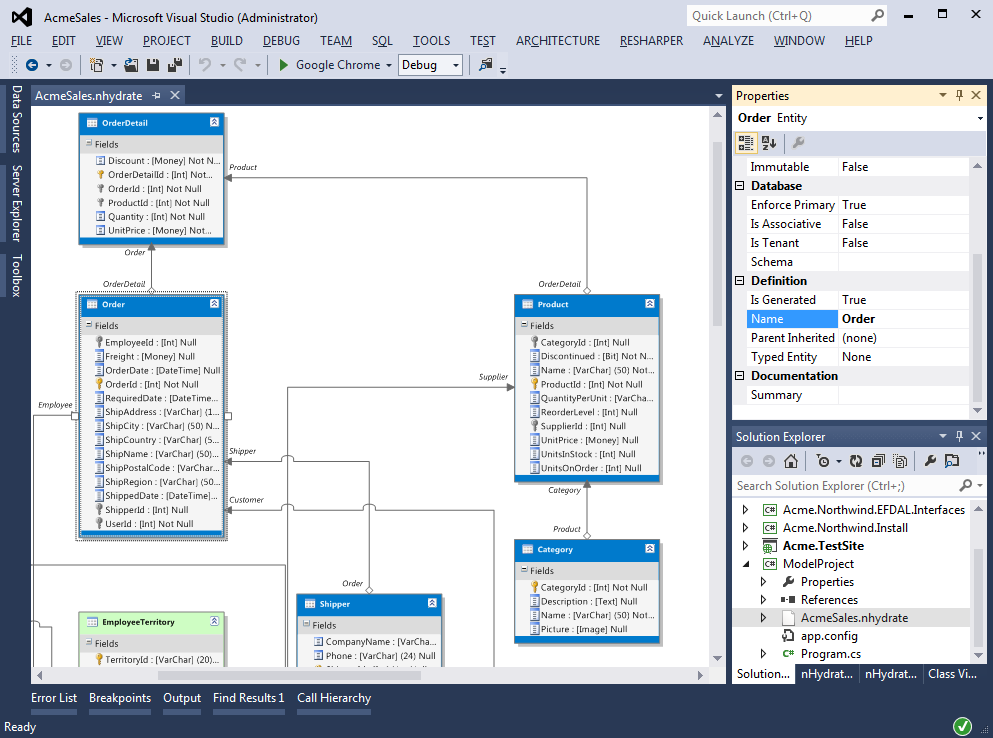 AcmeSales - Microsoft Visual Studio (Administrator)
Quick Launch (Ctrl+Q)
FILE EDIT VIEW PROJECT BUILD DEBUG TEAM SQL TOOLS TEST ARCHITECTURE RESHARPER ANALYZE WINDOW HELP
Google Chrome Debug
Data Sources
Server Explorer
Toolbox
AcmeSales.nhydrate
OrderDetail
Fields
Discount : [Money] Not N...
OrderDetailId : [Int] Not...
OrderId : [Int] Not Null
ProductId : [Int] Not Null
Quantity : [Int] Not Null
UnitPrice : [Money] Not...
Product
Order
OrderDetail
Order
Fields
EmployeeId : [Int] Null
Freight : [Money] Null
OrderDate : [DateTime] Null
OrderId : [Int] Not Null
RequiredDate : [DateTime...
ShipAddress : [VarChar] (1...
ShipCity : [VarChar] (50) N...
ShipCountry : [VarChar] (5...
ShipName : [VarChar] (50)...
ShipPostalCode : [VarChar...
ShipRegion : [VarChar] (50...
ShippedDate : [DateTime]...
ShipperId : [Int] Null
UserId : [Int] Not Null
Employee
Shipper
Customer
Supplier
OrderDetail
Product
Fields
CategoryId : [Int] Null
Discontinued : [Bit] Not N...
Name : [VarChar] (50) Not...
ProductId : [Int] Not Null
QuantityPerUnit : [VarCha...
ReorderLevel : [Int] Null
SupplierId : [Int] Null
UnitPrice : [Money] Null
UnitsInStock : [Int] Null
UnitsOnOrder : [Int] Null
Category
Product
Category
Fields
CategoryId : [Int] Not Null
Description : [Text] Null
Name : [VarChar] (50) Not...
Picture : [Image] Null
Order
Shipper
Fields
CompanyName : [VarCha...
Phone : [VarChar] (24) Null
EmployeeTerritory
Fields
TerritoryId : [VarChar] (20)...
Properties
Order Entity
Immutable False
Database
Enforce Primary True
Is Associative False
Is Tenant False
Schema
Definition
Is Generated True
Name Order
Parent Inherited (none)
Typed Entity None
Documentation
Summary
Solution Explorer
Search Solution Explorer (Ctrl+;)
Acme.Northwind.EFDAL.Interfaces
Acme.Northwind.Install
Acme.TestSite
ModelProject
Properties
References
AcmeSales.nhydrate
app.config
Program.cs
Solution... nHydrat... nHydrat... Class Vi...
Error List Breakpoints Output Find Results 1 Call Hierarchy
Ready